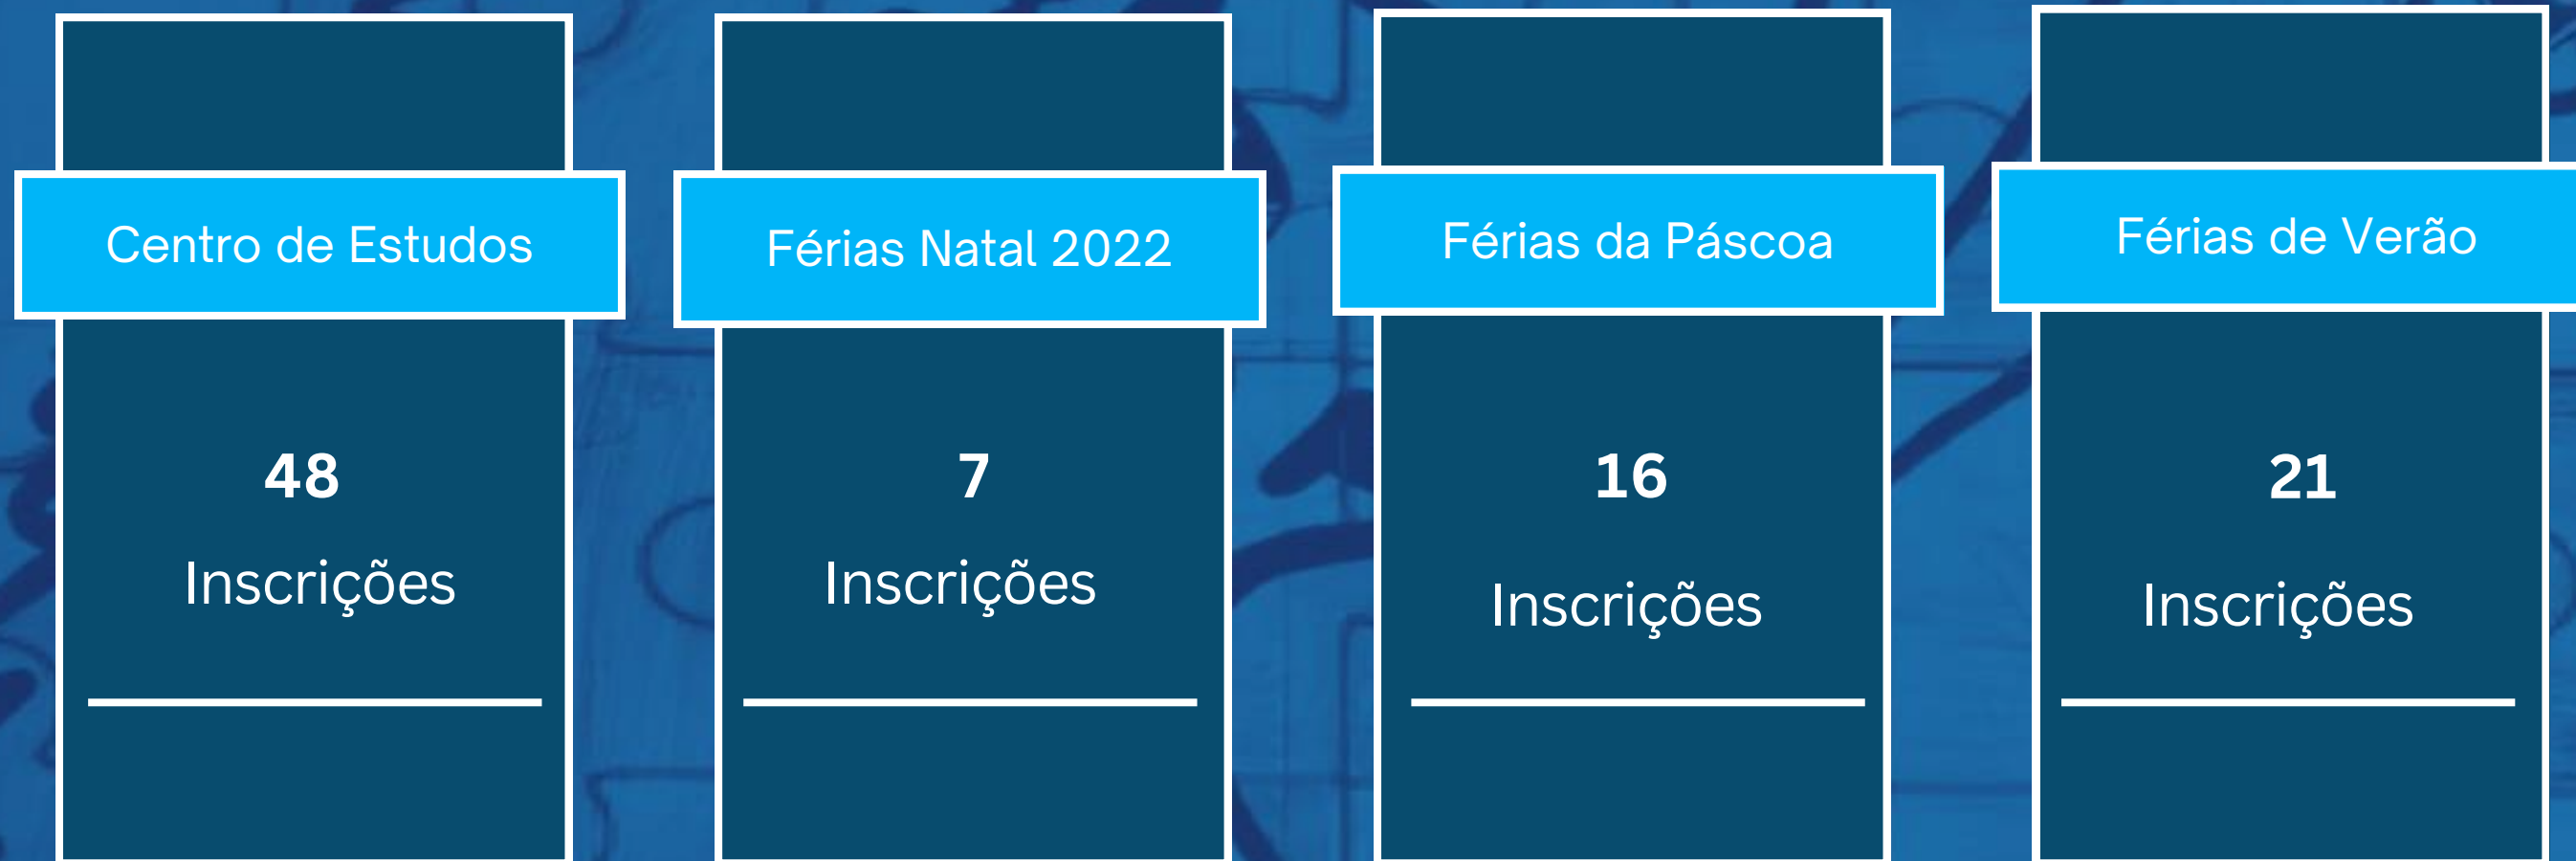 Centro de Estudos
48
Inscrições
Férias Natal 2022
7
Inscrições
Férias da Páscoa
16
Inscrições
Férias de Verão
21
Inscrições